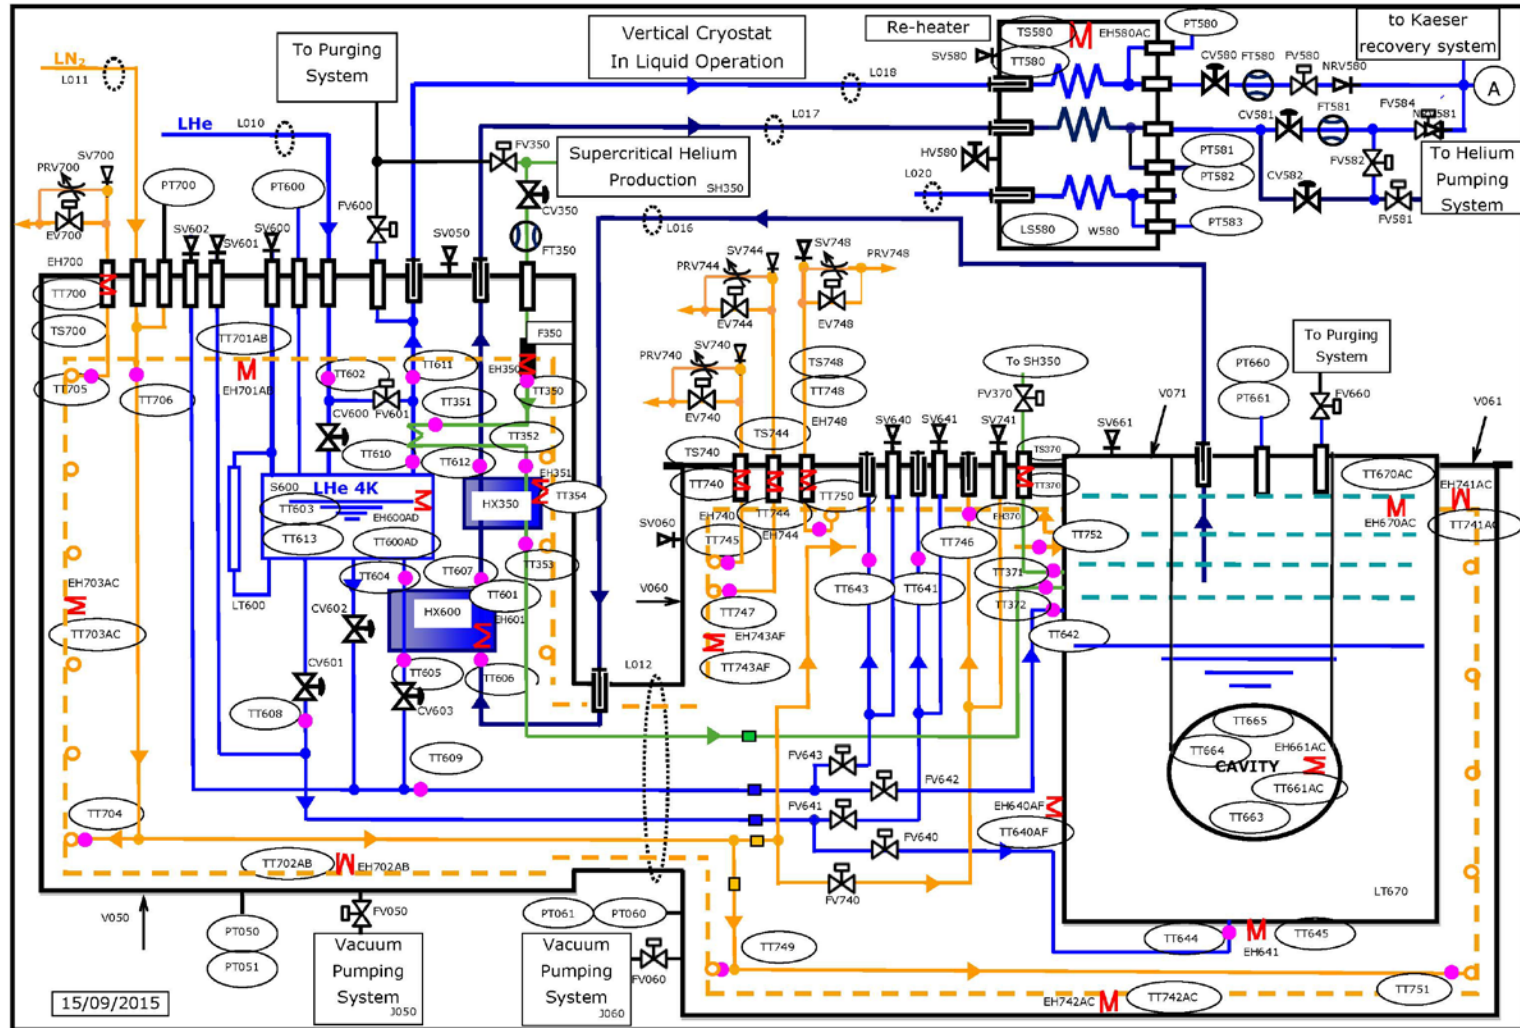 LN₂
L011
To Purging
System
Vertical Cryostat
In Liquid Operation
L018
L017
Re-heater
SV580
TS580
TT580
EH580AC
PT580
CV580
FT580
FV580
NRV580
to Kaeser
recovery system
A
LHe
L010
CV581
FT581
FV584
PT581
PT582
FV582
CV582
FV581
To Helium
Pumping
System
HV580
L020
LS580
W580
PT583
PRV700
SV700
EV700
PT700
PT600
FV600
FV350
Supercritical Helium
Production
SH350
CV350
FT350
L016
SV602
SV601
SV600
SV050
EH700
TT700
TS700
TT701AB
EH701AB
TT705
TT706
TT602
TT611
FV601
CV600
TT351
F350
EH350
TT350
TT352
TT610
TT612
EH351
TT354
S600
LHe 4K
TT603
TT613
EH600AD
TT600AD
HX350
TT353
LT600
TT604
TT607
TT601
EH601
HX600
CV602
CV601
TT605
TT606
CV603
TT608
TT609
EH703AC
TT703AC
TT704
TT702AB
EH702AB
L012
PRV744
SV744
SV748
PRV748
EV744
EV748
PRV740
SV740
EV740
TS748
TT748
EH748
TS744
TT744
EH744
TS740
TT740
EH740
TT750
SV640
SV641
SV741
To SH350
FV370
TS370
TT370
EH370
SV060
TT745
V060
TT747
EH743AF
TT743AF
TT643
TT641
TT746
TT371
TT372
TT752
TT642
PT660
PT661
To Purging
System
FV660
SV661
V071
V061
TT670AC
EH670AC
EH741AC
TT741AC
FV643
FV642
FV641
FV640
FV740
EH640AF
TT640AF
TT665
TT664
EH661AC
CAVITY
TT661AC
TT663
LT670
TT644
EH641
TT645
TT749
TT751
EH742AC
TT742AC
V050
PT050
PT051
FV050
Vacuum
Pumping
System
J050
PT061
PT060
Vacuum
Pumping
System
J060
FV060
15/09/2015